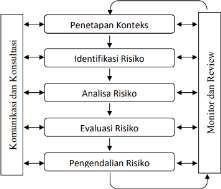 Komunikasi dan Konsultasi
Penetapan Konteks
Identifikasi Risiko
Analisa Risiko
Evaluasi Risiko
Pengendalian Risiko
Monitor dan Review